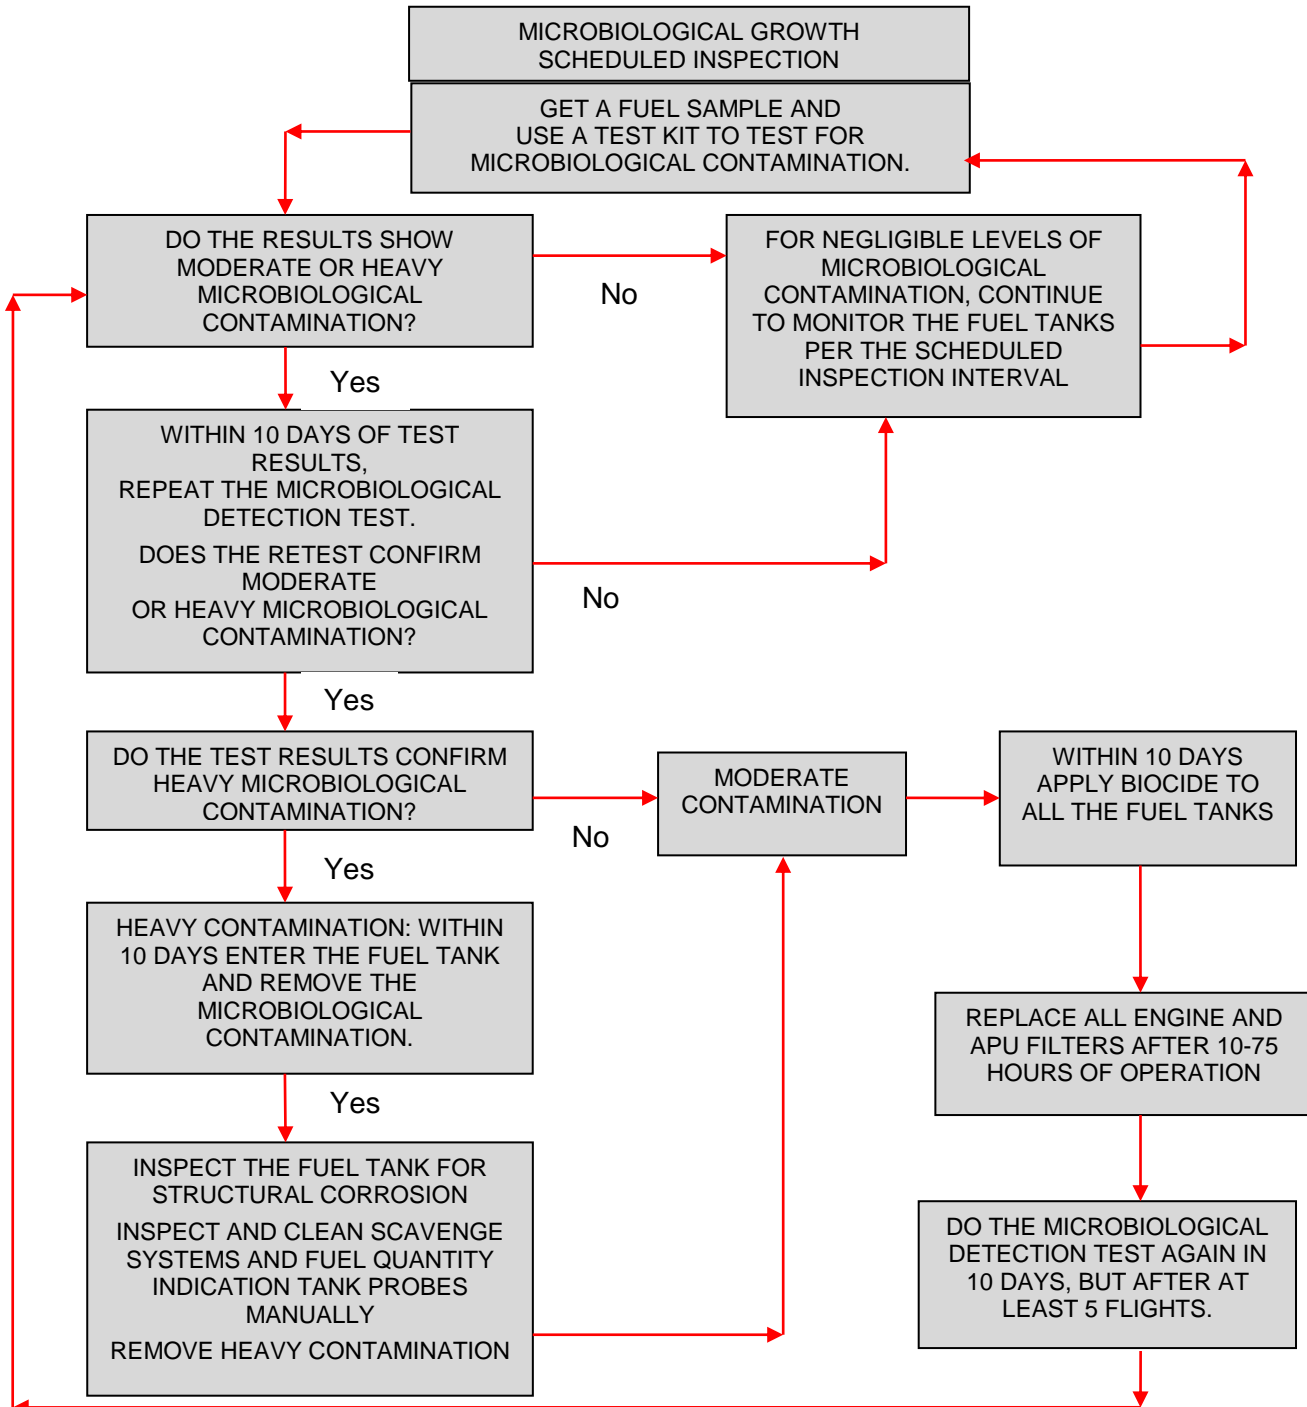 MICROBIOLOGICAL GROWTH
SCHEDULED INSPECTION
GET A FUEL SAMPLE AND
USE A TEST KIT TO TEST FOR
MICROBIOLOGICAL CONTAMINATION.
DO THE RESULTS SHOW
MODERATE OR HEAVY
MICROBIOLOGICAL
CONTAMINATION?
No
FOR NEGLIGIBLE LEVELS OF
MICROBIOLOGICAL
CONTAMINATION, CONTINUE
TO MONITOR THE FUEL TANKS
PER THE SCHEDULED
INSPECTION INTERVAL
Yes
WITHIN 10 DAYS OF TEST
RESULTS,
REPEAT THE MICROBIOLOGICAL
DETECTION TEST.
DOES THE RETEST CONFIRM
MODERATE
OR HEAVY MICROBIOLOGICAL
CONTAMINATION?
No
Yes
DO THE TEST RESULTS CONFIRM
HEAVY MICROBIOLOGICAL
CONTAMINATION?
No
MODERATE
CONTAMINATION
WITHIN 10 DAYS
APPLY BIOCIDE TO
ALL THE FUEL TANKS
Yes
HEAVY CONTAMINATION: WITHIN
10 DAYS ENTER THE FUEL TANK
AND REMOVE THE
MICROBIOLOGICAL
CONTAMINATION.
REPLACE ALL ENGINE AND
APU FILTERS AFTER 10-75
HOURS OF OPERATION
Yes
INSPECT THE FUEL TANK FOR
STRUCTURAL CORROSION
INSPECT AND CLEAN SCAVENGE
SYSTEMS AND FUEL QUANTITY
INDICATION TANK PROBES
MANUALLY
REMOVE HEAVY CONTAMINATION
DO THE MICROBIOLOGICAL
DETECTION TEST AGAIN IN
10 DAYS, BUT AFTER AT
LEAST 5 FLIGHTS.